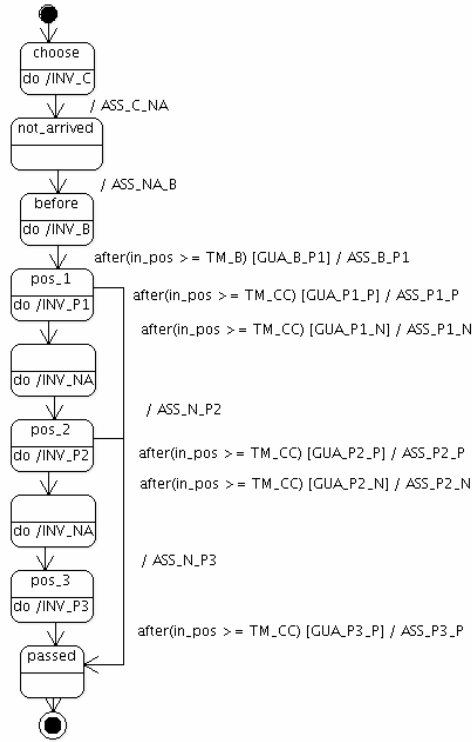 choose
do /INV_C
/ ASS_C_NA
not_arrived
/ ASS_NA_B
before
do /INV_B
after(in_pos >= TM_B) [GUA_B_P1] / ASS_B_P1
pos_1
do /INV_P1
after(in_pos >= TM_CC) [GUA_P1_P] / ASS_P1_P
after(in_pos >= TM_CC) [GUA_P1_N] / ASS_P1_N
do /INV_NA
/ ASS_N_P2
pos_2
do /INV_P2
after(in_pos >= TM_CC) [GUA_P2_P] / ASS_P2_P
after(in_pos >= TM_CC) [GUA_P2_N] / ASS_P2_N
do /INV_NA
/ ASS_N_P3
pos_3
do /INV_P3
after(in_pos >= TM_CC) [GUA_P3_P] / ASS_P3_P
passed